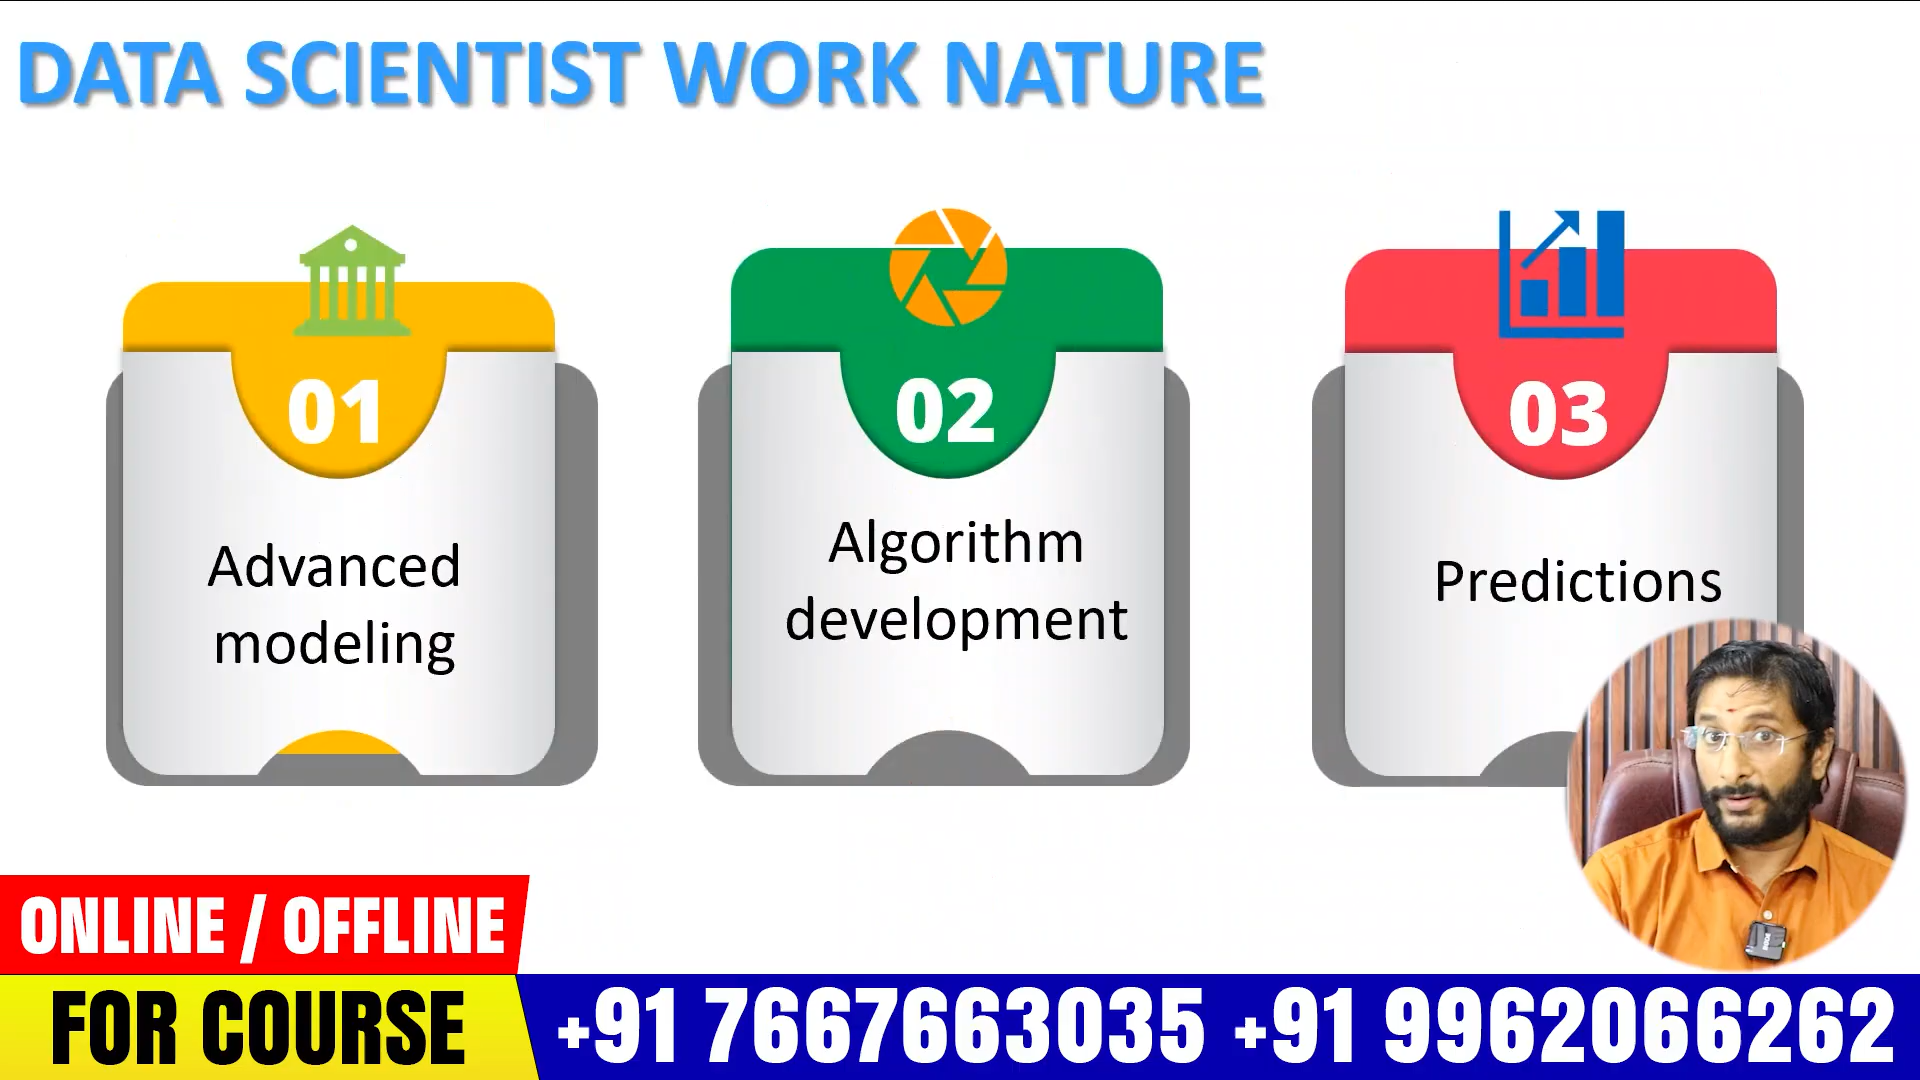 DATA SCIENTIST WORK NATURE
01
Advanced
modeling
02
Algorithm
development
03
Predictions
ONLINE / OFFLINE
FOR COURSE
+91 7667663035 +91 9962066262